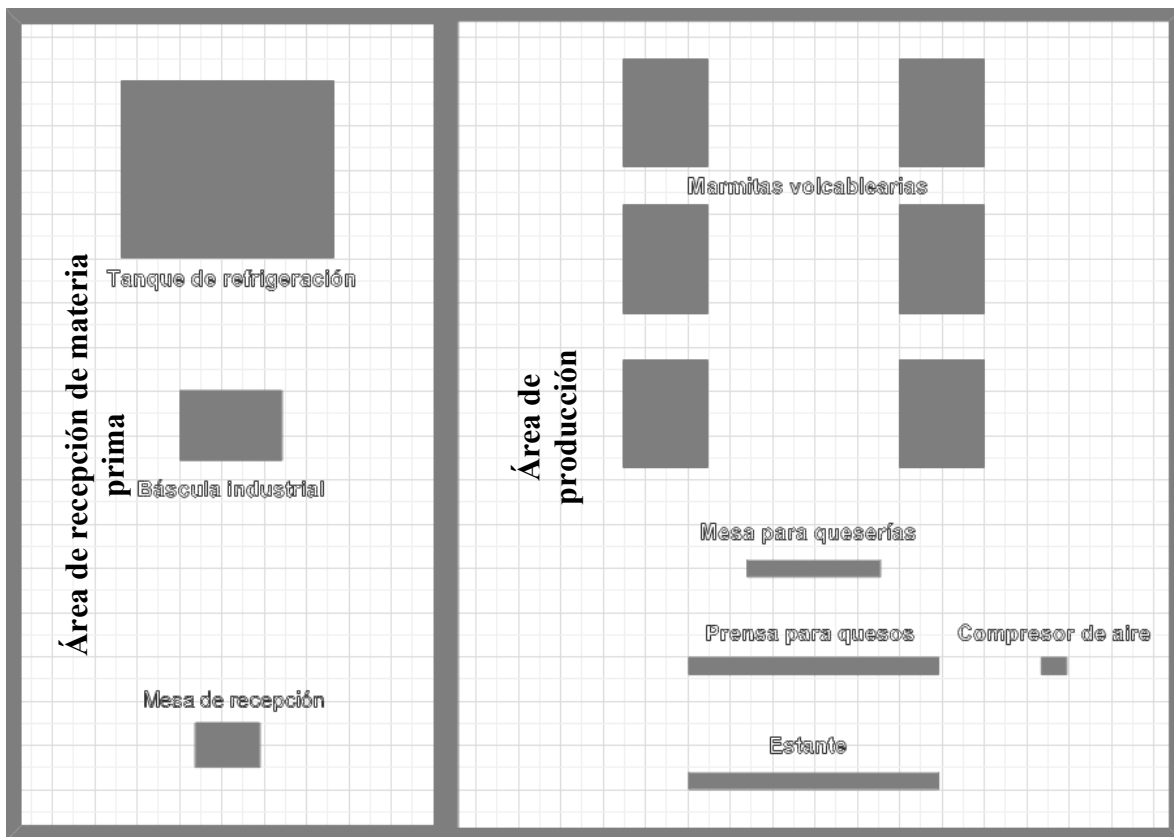 Área de recepción de materia
prima
Tanque de refrigeración
Báscula industrial
Mesa de recepción
Área de
producción
Marmitas volcablearias
Mesa para queserías
Prensa para quesos
Compresor de aire
Estante